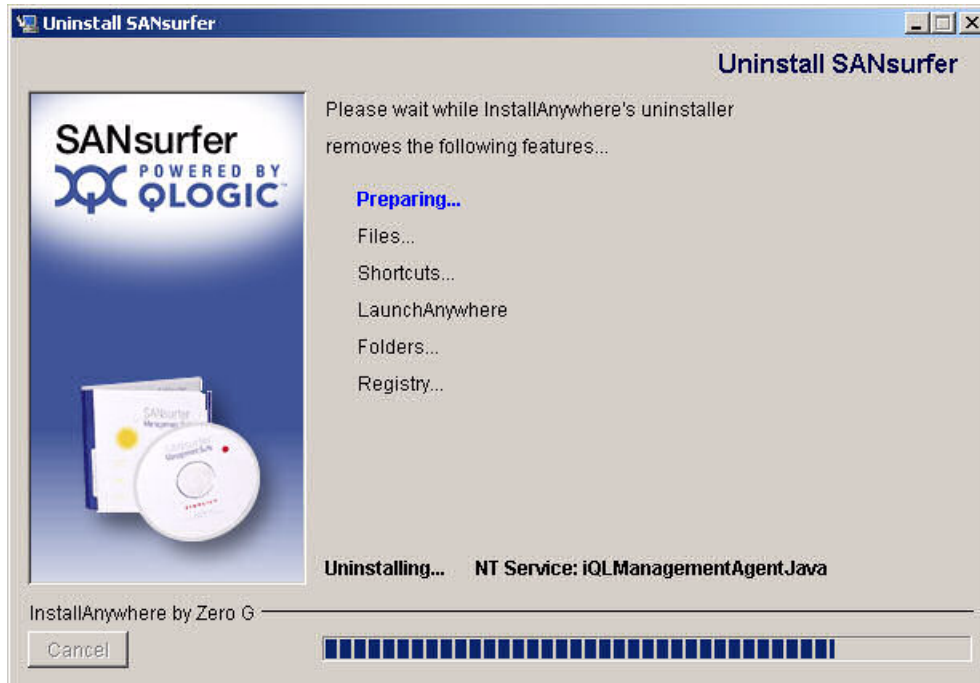 Uninstall SANsurfer
Uninstall SANsurfer
SANsurfer
POWERED BY
QLOGIC
Please wait while InstallAnywhere's uninstaller
removes the following features...
Preparing...
Files...
Shortcuts...
LaunchAnywhere
Folders...
Registry...
SANsurfer
SANsurfer
Uninstalling... NT Service: iQLManagementAgentJava
InstallAnywhere by Zero G
Cancel